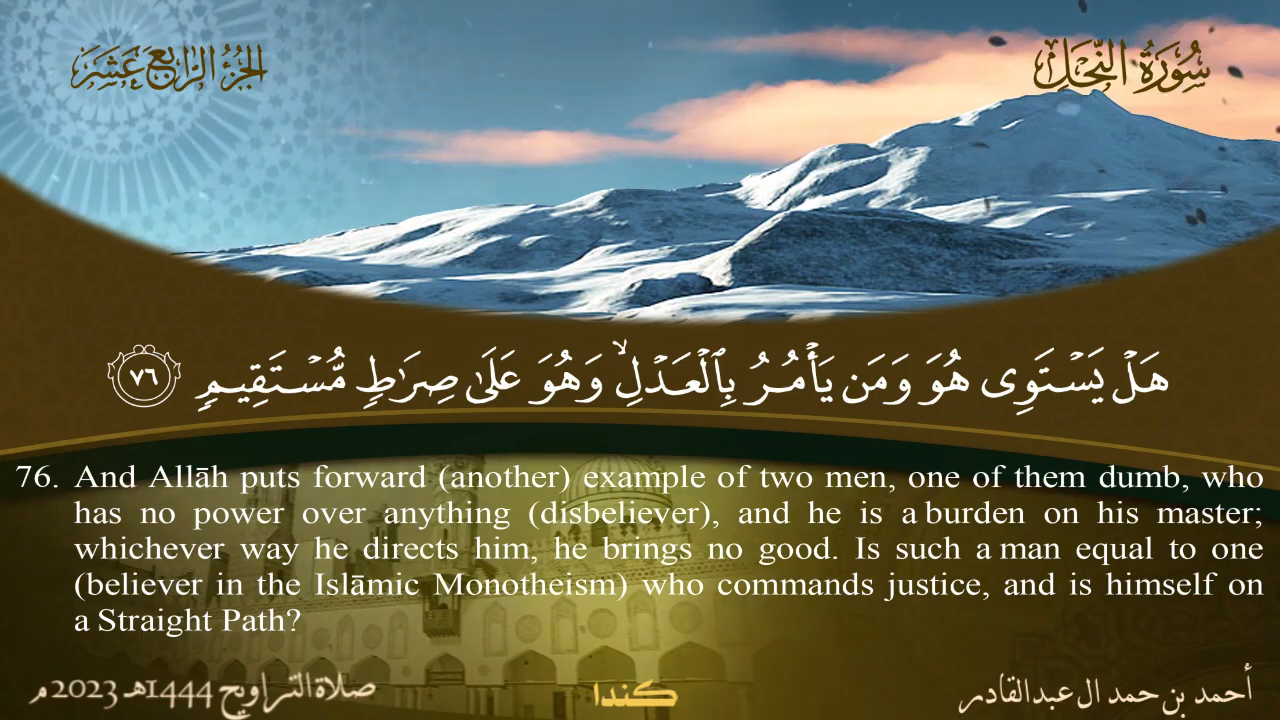 سُورَةُ النَّحْلِ
الجُزْءُ الرَّابِعَ عَشَرَ
هَلْ يَسْتَوِى هُوَ وَمَن يَأْمُرُ بِٱلْعَدْلِ ۙ وَهُوَ عَلَىٰ صِرَٰطٍ مُّسْتَقِيمٍ ٧٦
76. And Allāh puts forward (another) example of two men, one of them dumb, who
has no power over anything (disbeliever), and he is a burden on his master;
whichever way he directs him, he brings no good. Is such a man equal to one
(believer in the Islāmic Monotheism) who commands justice, and is himself on
a Straight Path?
أحمد بن حمد ال عبدالقادر
كندا
صلاة التراويح 1444هـ 2023م